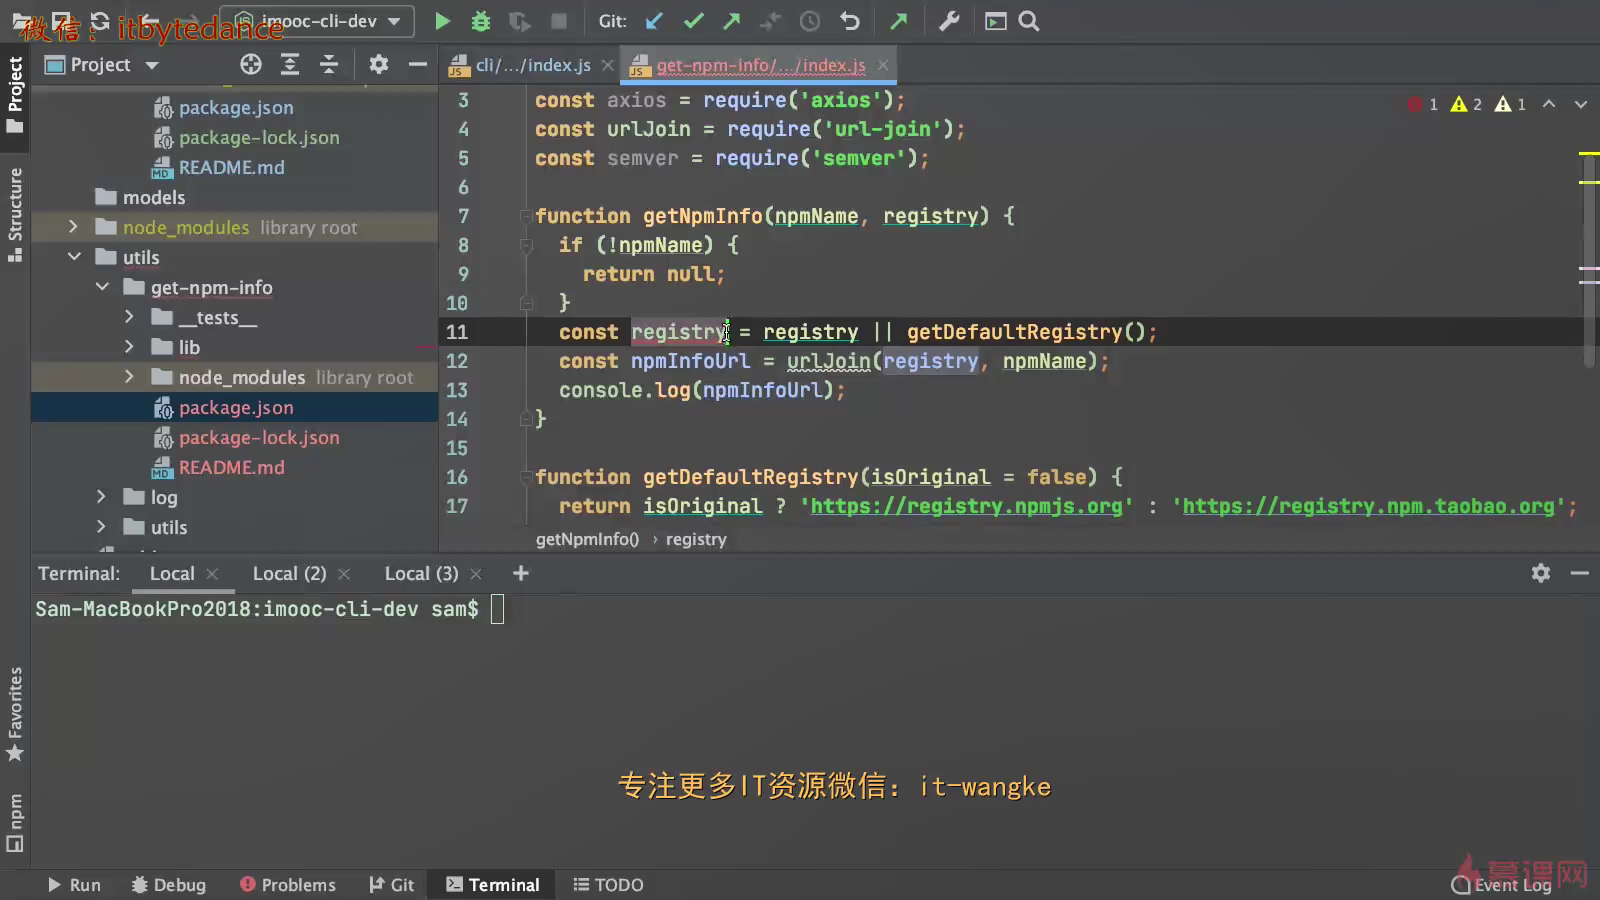 微信：itbytedance
imooc-cli-dev
Git:
Project
cli/.../index.js
get-npm-info/.../index.js
Project
Structure
Favorites
npm
package.json
package-lock.json
README.md
models
node_modules library root
utils
get-npm-info
__tests__
lib
node_modules library root
package.json
package-lock.json
README.md
log
utils
1 2 1
3 const axios = require('axios');
4 const urlJoin = require('url-join');
5 const semver = require('semver');
6
7 function getNpmInfo(npmName, registry) {
8 if (!npmName) {
9 return null;
10 }
11 const registry = registry || getDefaultRegistry();
12 const npmInfoUrl = urlJoin(registry, npmName);
13 console.log(npmInfoUrl);
14 }
15
16 function getDefaultRegistry(isOriginal = false) {
17 return isOriginal ? 'https://registry.npmjs.org' : 'https://registry.npm.taobao.org';
getNpmInfo() › registry
Terminal: Local Local (2) Local (3)
Sam-MacBookPro2018:imooc-cli-dev sam$
专注更多IT资源微信：it-wangke
慕课网
Run Debug Problems Git Terminal TODO Event Log